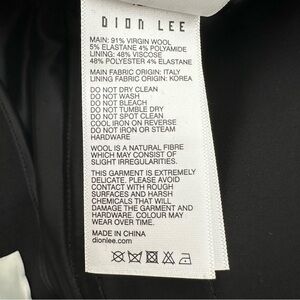 DION LEE
MAIN: 91% VIRGIN WOOL
5% ELASTANE 4% POLYAMIDE
LINING: 48% VISCOSE
48% POLYESTER 4% ELASTANE
MAIN FABRIC ORIGIN: ITALY
LINING FABRIC ORIGIN: KOREA
DO NOT DRY CLEAN
DO NOT WASH
DO NOT BLEACH
DO NOT TUMBLE DRY
DO NOT SPOT CLEAN
COOL IRON ON REVERSE
DO NOT IRON OR STEAM
HARDWARE
WOOL IS A NATURAL FIBRE
WHICH MAY CONSIST OF
SLIGHT IRREGULARITIES.
THIS GARMENT IS EXTREMELY
DELICATE. PLEASE AVOID
CONTACT WITH ROUGH
SURFACES AND HARSH
CHEMICALS THAT WILL
DAMAGE THE GARMENT AND
HARDWARE. COLOUR MAY
WEAR OVER TIME.
MADE IN CHINA
dionlee.com